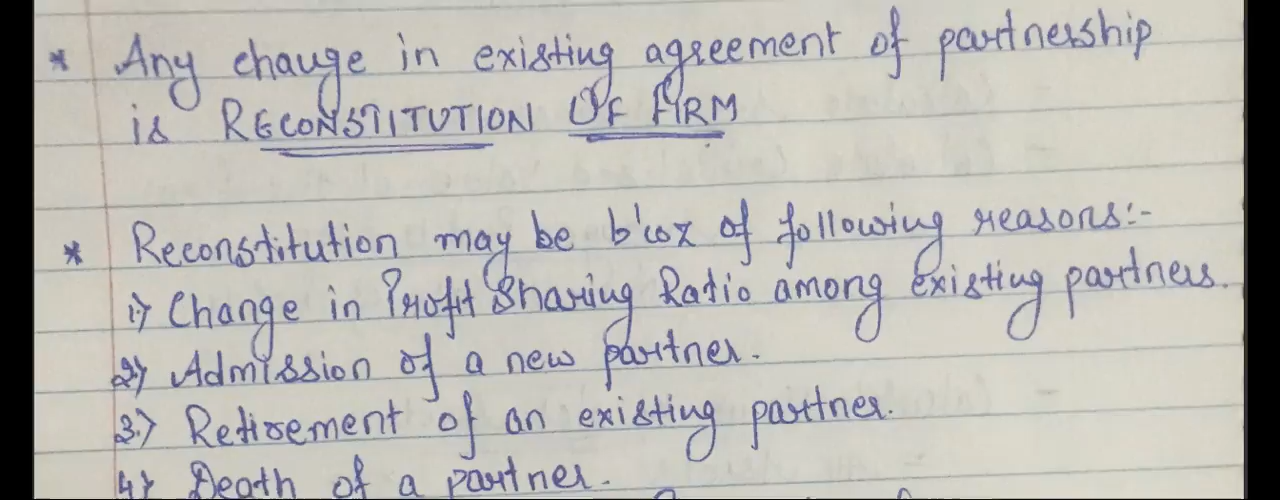 * Any change in existing agreement of partnership
is RECONSTITUTION OF FIRM
* Reconstitution may be b'coz of following reasons:-
1) Change in Profit Sharing Ratio among existing partners.
2) Admission of a new partner.
3.) Retirement of an existing partner.
4) Death of a partner.